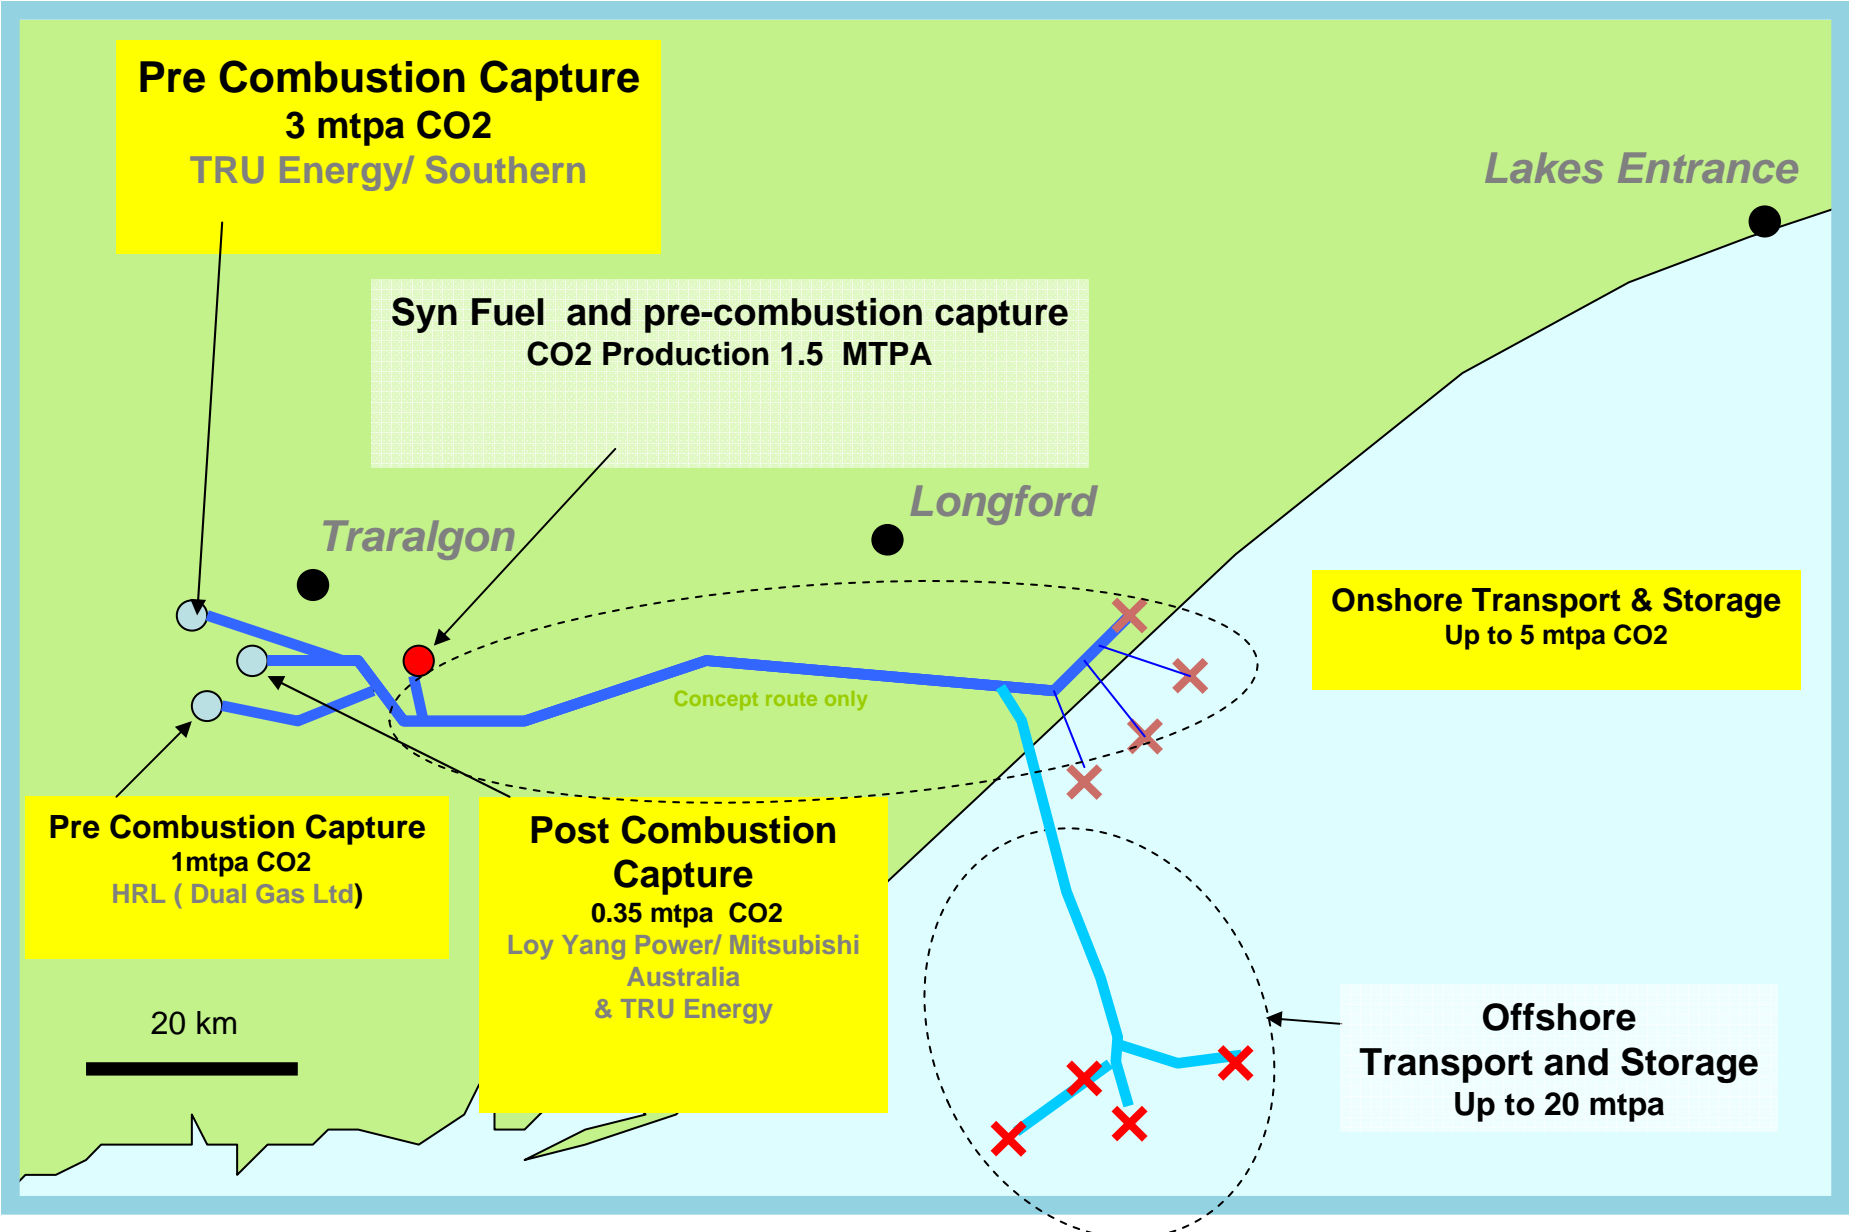 Pre Combustion Capture
3 mtpa CO2
TRU Energy/ Southern
Lakes Entrance
Syn Fuel  and pre-combustion capture
CO2 Production 1.5  MTPA
Longford
Traralgon
Onshore Transport & Storage
Up to 5 mtpa CO2
Concept route only
Pre Combustion Capture
1mtpa CO2
HRL ( Dual Gas Ltd)
Post Combustion
Capture
0.35 mtpa  CO2
Loy Yang Power/ Mitsubishi
Australia
& TRU Energy
20 km
Offshore
Transport and Storage
Up to 20 mtpa